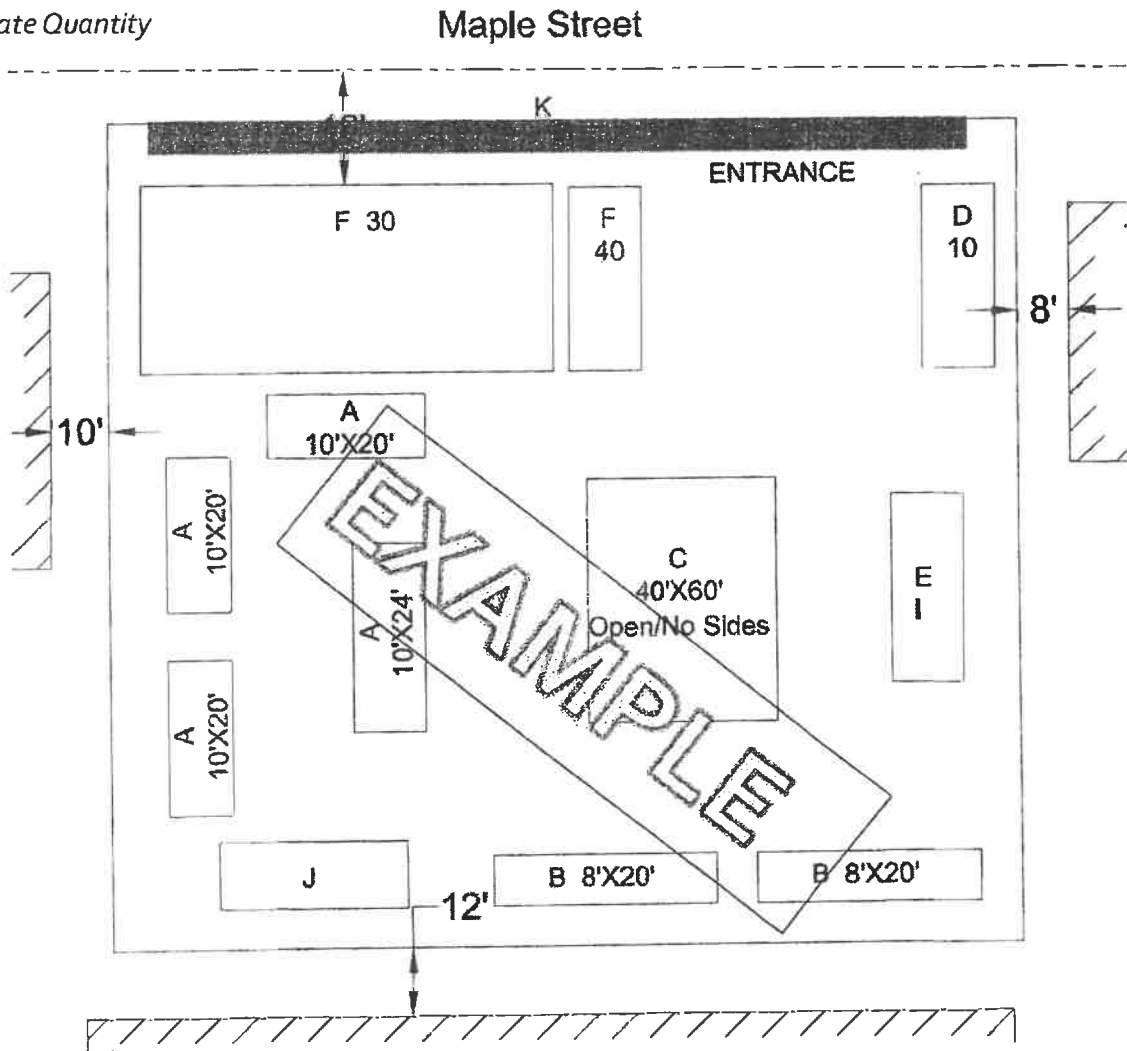 ate Quantity
Maple Street
K
ENTRANCE
F 30
F
40
D
10
8'
10'
A
10'X20'
A
10'X20'
A
10'X24'
C
40'X60'
Open/No Sides
E
I
A
10'X20'
EXAMPLE
J
B 8'X20'
B 8'X20'
12'